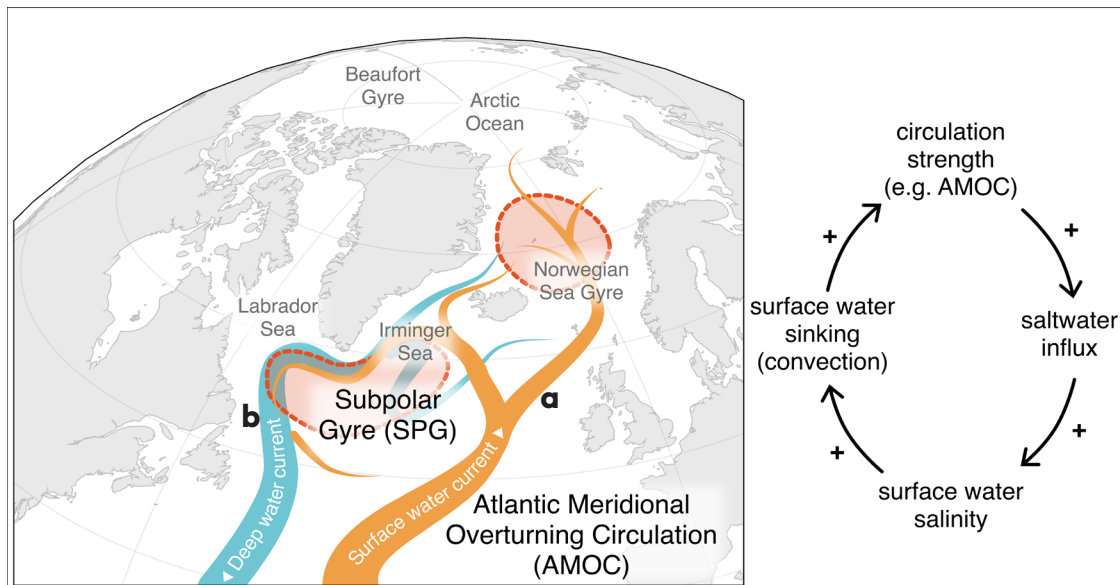 Beaufort
Gyre
Arctic
Ocean
Norwegian
Sea Gyre
Labrador
Sea
Irminger
Sea
Subpolar
Gyre (SPG)
a
b
◀ Deep water current
Surface water current ▶
Atlantic Meridional
Overturning Circulation
(AMOC)
circulation
strength
(e.g. AMOC)
+
+
saltwater
influx
surface water
sinking
(convection)
+
+
surface water
salinity